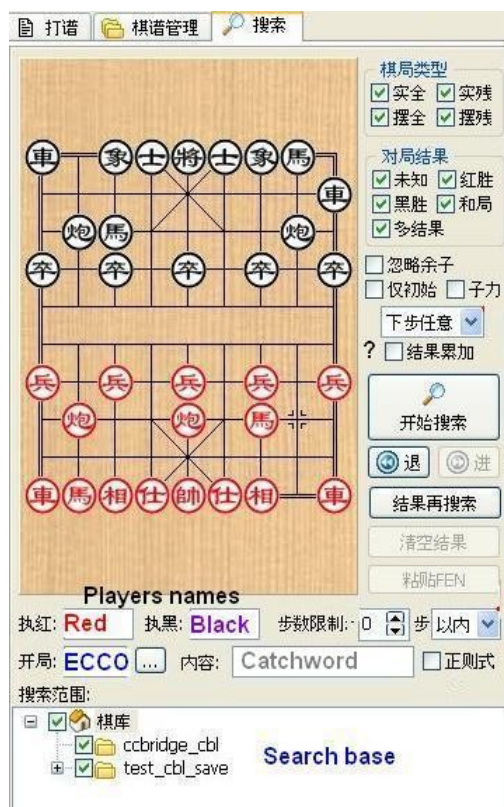 打谱 棋谱管理 搜索
棋局类型
实全 实残
摆全 摆残
对局结果
未知 红胜
黑胜 和局
多结果
忽略余子
仅初始 子力
下步任意
? 结果累加
開始搜索
退 进
结果再搜索
清空结果
粘贴FEN
車 象 士 將 士 象 馬
車
炮 馬 炮
卒 卒 卒 卒 卒
兵 兵 兵 兵 兵
炮 炮 馬
車 馬 相 仕 帥 仕 相 車
Players names
执红: Red 执黑: Black 步数限制: 0 步 以内
开局: ECCO ... 内容: Catchword 正则式
搜索范围:
棋库
ccbridge_cbl
test_cbl_save
Search base